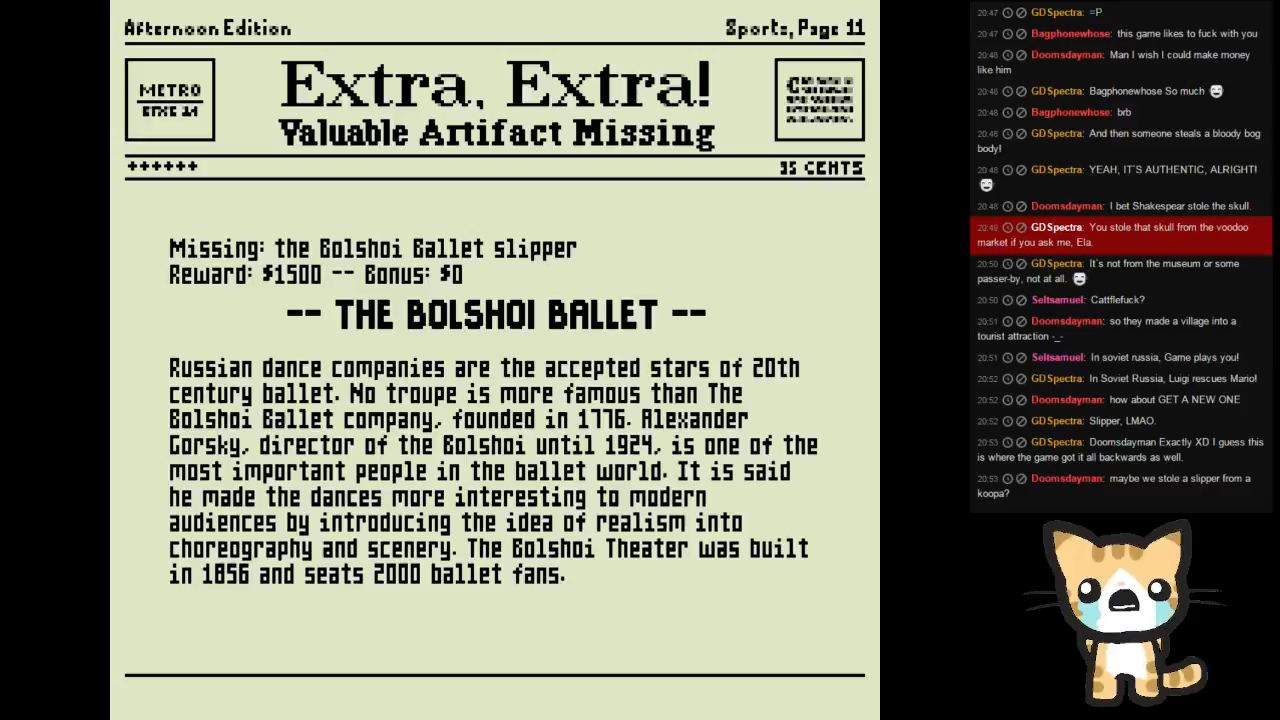 Afternoon Edition
Sports, Page 11
METRO
Extra, Extra!
Valuable Artifact Missing
++++++
35 CENTS
Missing: the Bolshoi Ballet slipper
Reward: $1500 -- Bonus: $0
-- THE BOLSHOI BALLET --
Russian dance companies are the accepted stars of 20th
century ballet. No troupe is more famous than The
Bolshoi Ballet company, founded in 1776. Alexander
Gorsky, director of the Bolshoi until 1924, is one of the
most important people in the ballet world. It is said
he made the dances more interesting to modern
audiences by introducing the idea of realism into
choreography and scenery. The Bolshoi Theater was built
in 1856 and seats 2000 ballet fans.
20:47 GDSpectra: =P
20:47 Bagphonewhose: this game likes to fuck with you
20:48 Doomsdayman: Man I wish I could make money
like him
20:48 GDSpectra: Bagphonewhose So much
20:48 Bagphonewhose: brb
20:48 GDSpectra: And then someone steals a bloody bog
body!
20:48 GDSpectra: YEAH, IT'S AUTHENTIC, ALRIGHT!
20:48 Doomsdayman: I bet Shakespear stole the skull.
20:49 GDSpectra: You stole that skull from the voodoo
market if you ask me, Ela.
20:50 GDSpectra: It's not from the museum or some
passer-by, not at all.
20:50 Seltsamuel: Cattflefuck?
20:51 Doomsdayman: so they made a village into a
tourist attraction -_-
20:51 Seltsamuel: In soviet russia, Game plays you!
20:52 GDSpectra: In Soviet Russia, Luigi rescues Mario!
20:52 Doomsdayman: how about GET A NEW ONE
20:52 GDSpectra: Slipper, LMAO.
20:53 GDSpectra: Doomsdayman Exactly XD I guess this
is where the game got it all backwards as well.
20:53 Doomsdayman: maybe we stole a slipper from a
koopa?